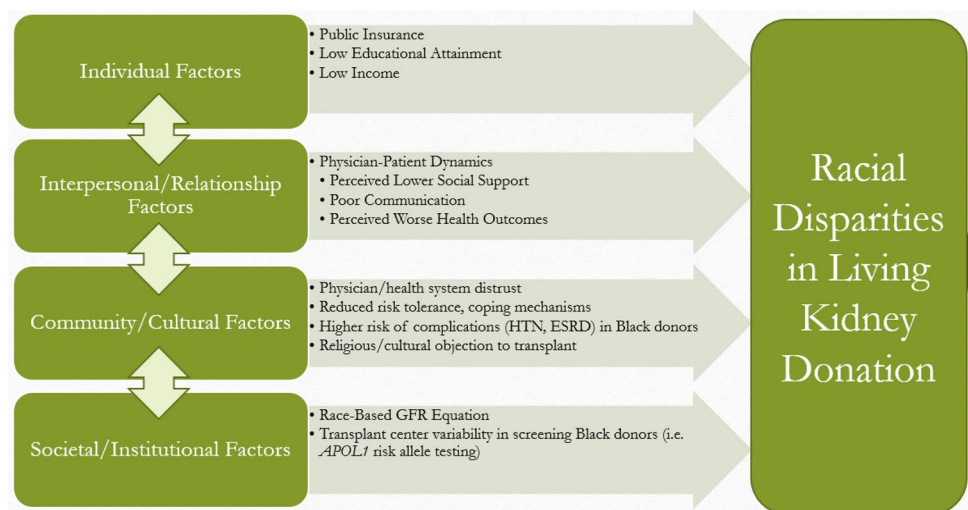 Individual Factors
• Public Insurance
• Low Educational Attainment
• Low Income
Interpersonal/Relationship
Factors
• Physician-Patient Dynamics
• Perceived Lower Social Support
• Poor Communication
• Perceived Worse Health Outcomes
Community/Cultural Factors
• Physician/health system distrust
• Reduced risk tolerance, coping mechanisms
• Higher risk of complications (HTN, ESRD) in Black donors
• Religious/cultural objection to transplant
Societal/Institutional Factors
• Race-Based GFR Equation
• Transplant center variability in screening Black donors (i.e.
APOL1 risk allele testing)
Racial
Disparities
in Living
Kidney
Donation